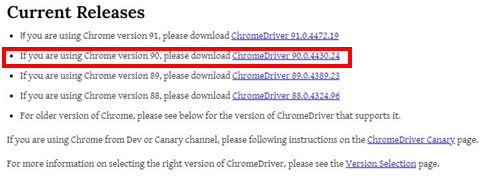 Current Releases
If you are using Chrome version 91, please download ChromeDriver 91.0.4472.19
If you are using Chrome version 90, please download ChromeDriver 90.0.4430.24
If you are using Chrome version 89, please download ChromeDriver 89.0.4389.23
If you are using Chrome version 88, please download ChromeDriver 88.0.4324.96
For older version of Chrome, please see below for the version of ChromeDriver that supports it.
If you are using Chrome from Dev or Canary channel, please following instructions on the ChromeDriver Canary page.
For more information on selecting the right version of ChromeDriver, please see the Version Selection page.